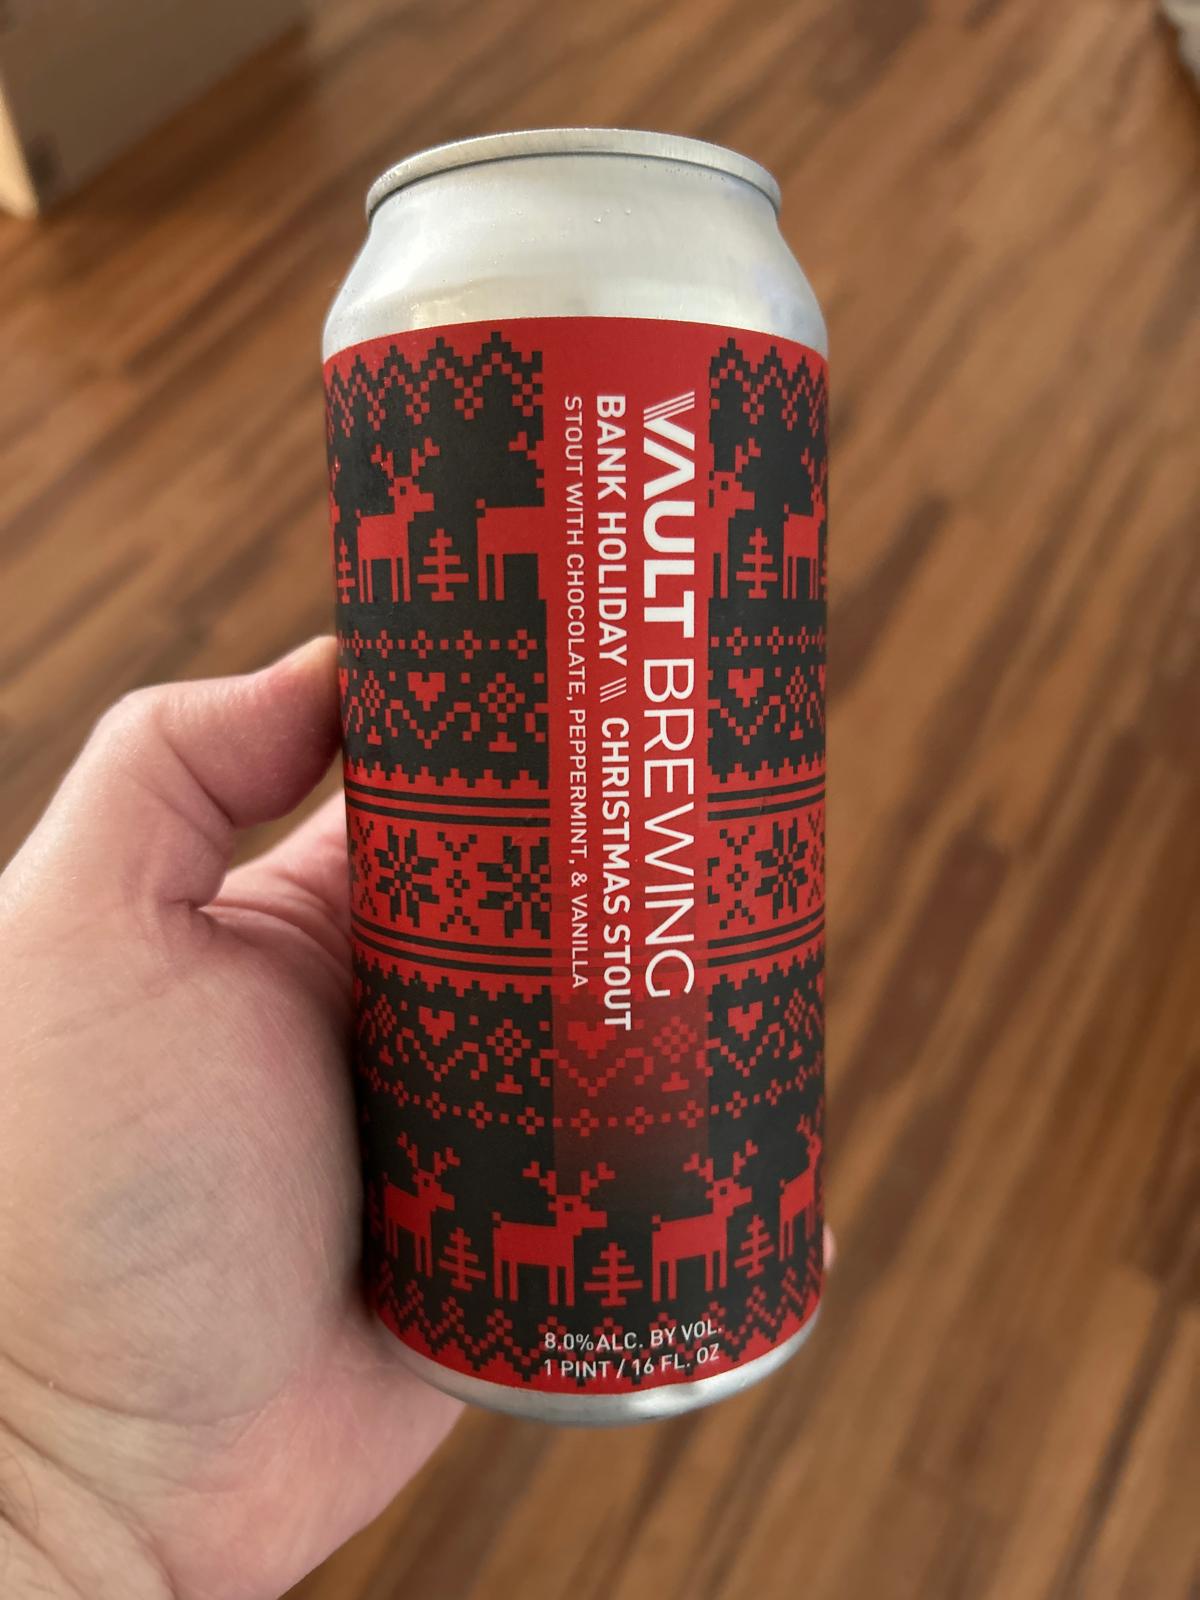 VAULT BREWING
BANK HOLIDAY \\\ CHRISTMAS STOUT
STOUT WITH CHOCOLATE, PEPPERMINT, & VANILLA
8.0% ALC. BY VOL.
1 PINT / 16 FL. OZ